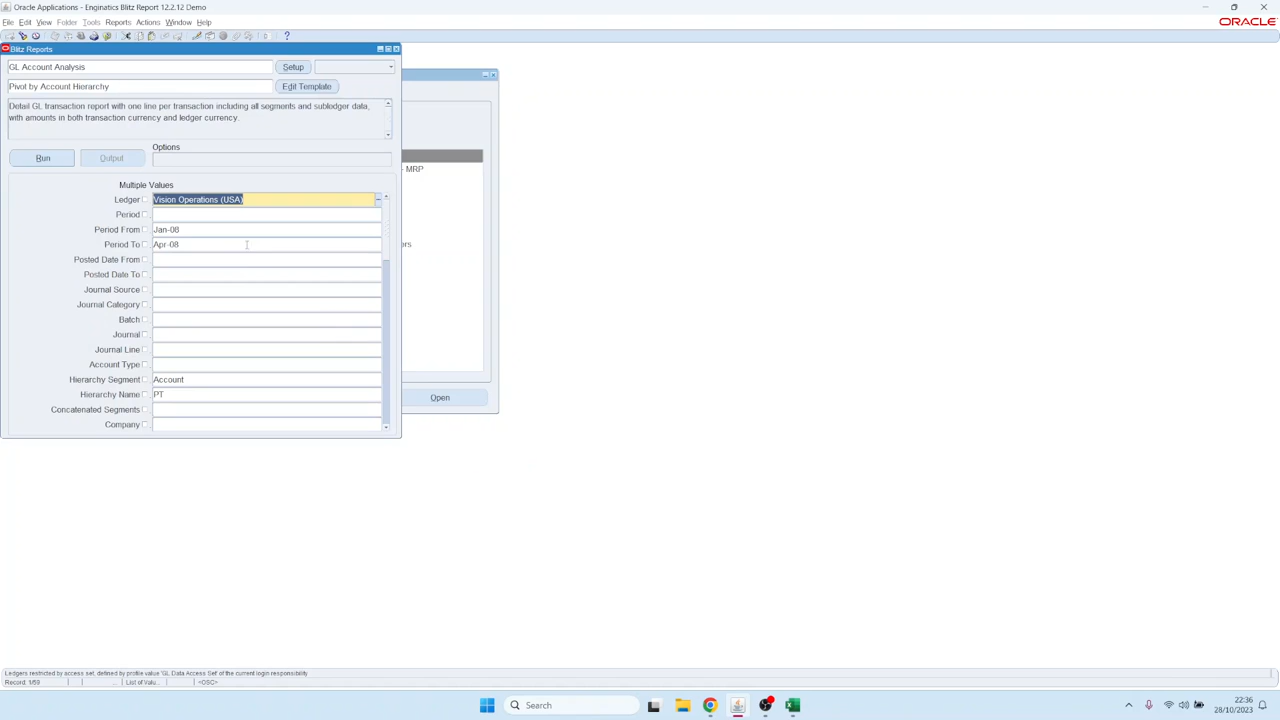 Oracle Applications - Enginatics Blitz Report 12.2.12 Demo
File Edit View Folder Tools Reports Actions Window Help
ORACLE
Blitz Reports
GL Account Analysis
Setup
Pivot by Account Hierarchy
Edit Template
Detail GL transaction report with one line per transaction including all segments and subledger data,
with amounts in both transaction currency and ledger currency.
Options
Run
Output
- MRP
Multiple Values
Ledger Vision Operations (USA)
Period
Period From Jan-08
Period To Apr-08
ors
Posted Date From
Posted Date To
Journal Source
Journal Category
Batch
Journal
Journal Line
Account Type
Hierarchy Segment Account
Hierarchy Name PT
Open
Concatenated Segments
Company
Ledgers restricted by access set, defined by profile value 'GL Data Access Set' of the current login responsibility
Record: 1/59
...
List of Valu...
<OSC>
Search
22:36
28/10/2023